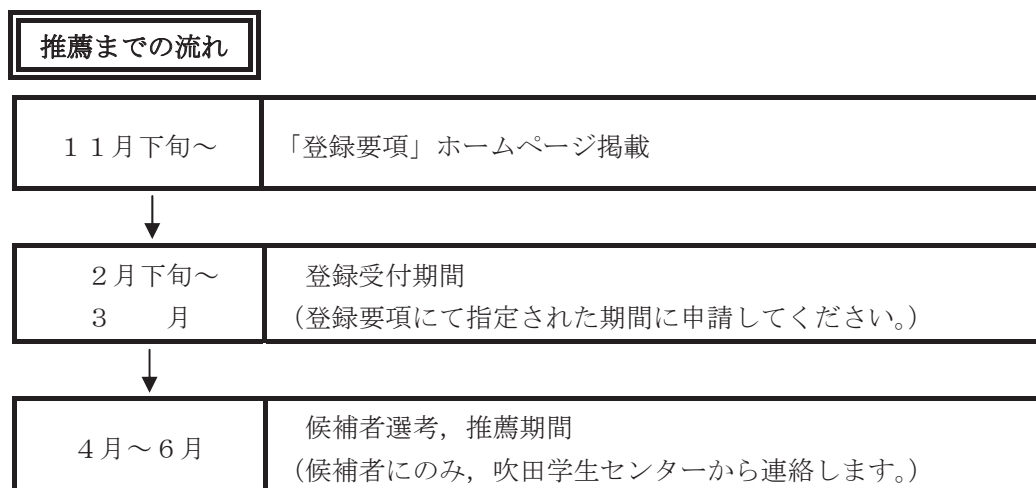 推薦までの流れ
１１月下旬～
「登録要項」ホームページ掲載
２月下旬～
３　　月
登録受付期間
（登録要項にて指定された期間に申請してください。）
４月～６月
候補者選考，推薦期間
（候補者にのみ，吹田学生センターから連絡します。）